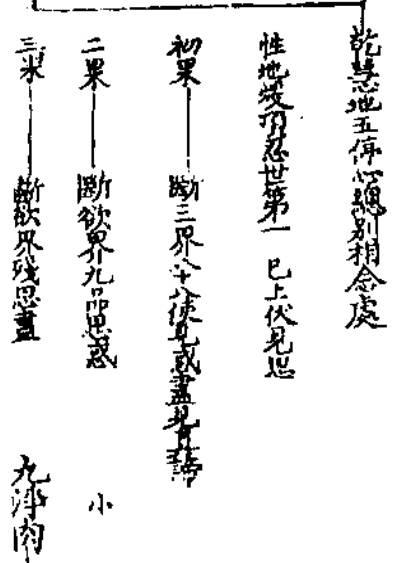 乾慧地五停心總別相念處
性地煖頂忍世第一 已上伏見思
初果 斷三界八十八使見惑盡見真諦
二果 斷欲界九品思惑 小
三果 斷欲界殘思盡 九淨肉